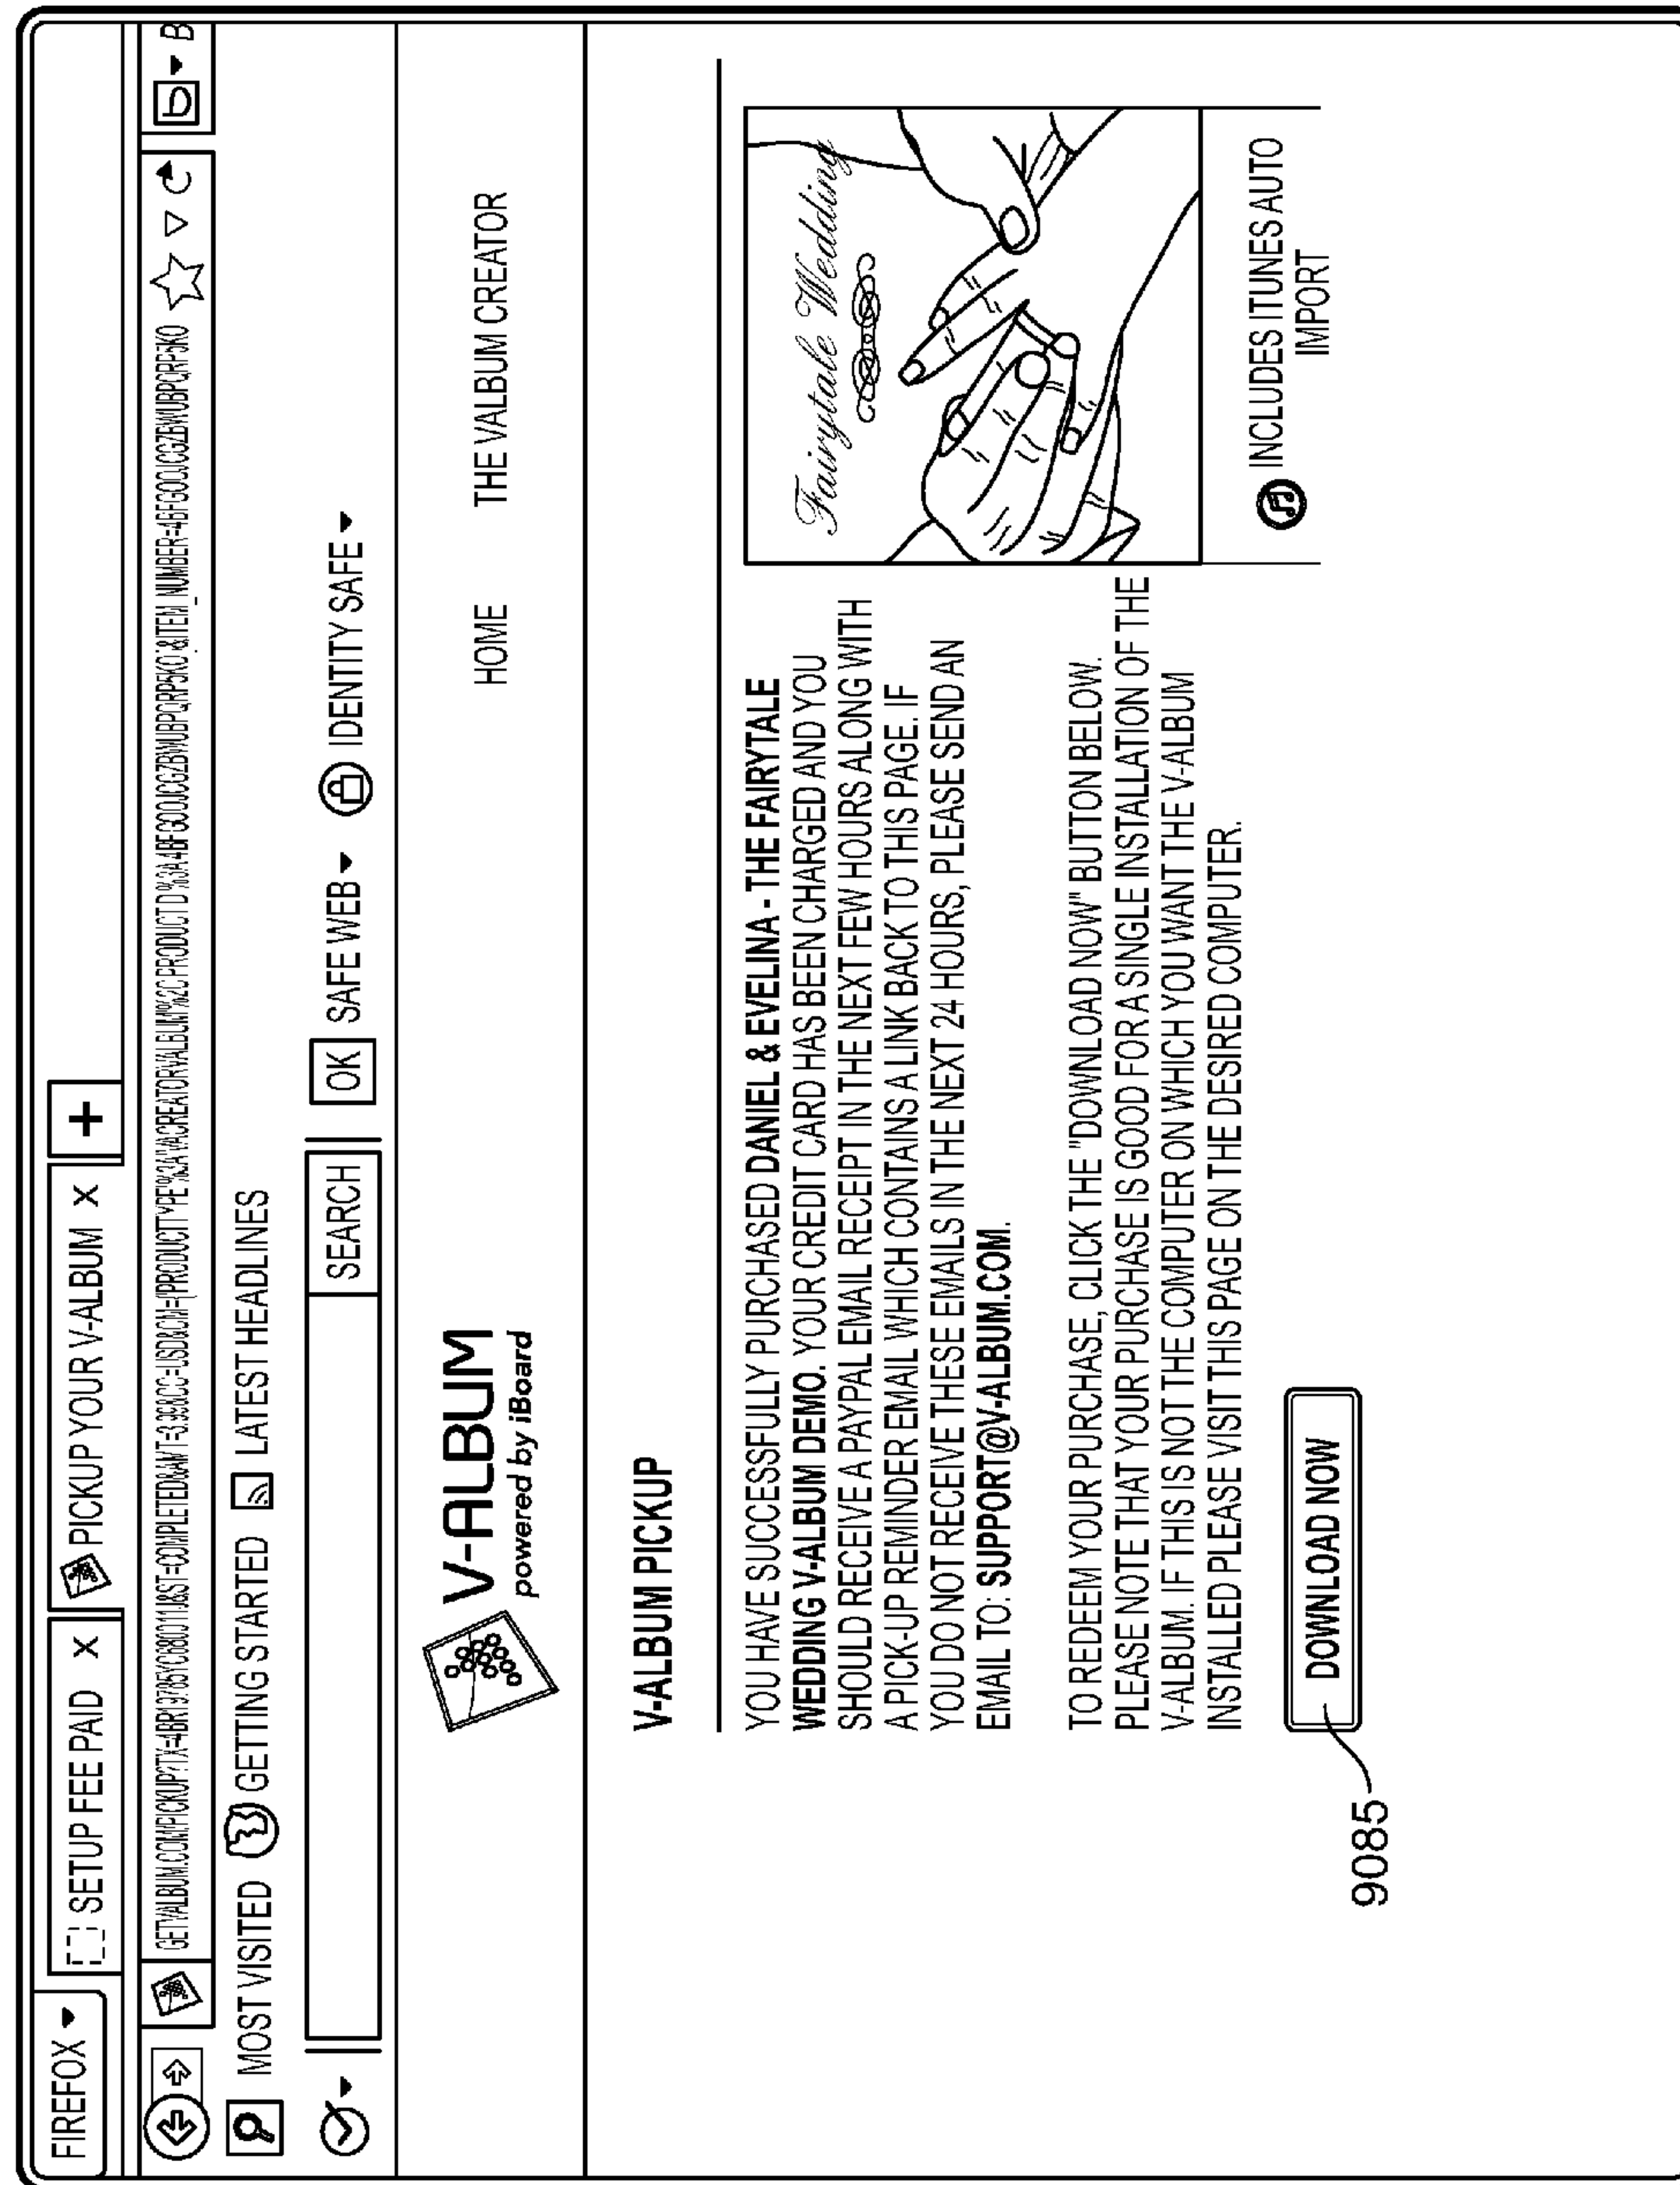 FIREFOX
SETUP FEE PAID X
PICKUP YOUR V-ALBUM X
+
B
MOST VISITED GETTING STARTED LATEST HEADLINES
SEARCH OK SAFE WEB IDENTITY SAFE
V-ALBUM
powered by iBoard
HOME THE VALBUM CREATOR
V-ALBUM PICKUP
YOU HAVE SUCCESSFULLY PURCHASED DANIEL & EVELINA - THE FAIRYTALE
WEDDING V-ALBUM DEMO. YOUR CREDIT CARD HAS BEEN CHARGED AND YOU
SHOULD RECEIVE A PAYPAL EMAIL RECEIPT IN THE NEXT FEW HOURS ALONG WITH
A PICK-UP REMINDER EMAIL WHICH CONTAINS A LINK BACK TO THIS PAGE. IF
YOU DO NOT RECEIVE THESE EMAILS IN THE NEXT 24 HOURS, PLEASE SEND AN
EMAIL TO: SUPPORT@V-ALBUM.COM.
TO REDEEM YOUR PURCHASE, CLICK THE "DOWNLOAD NOW" BUTTON BELOW.
PLEASE NOTE THAT YOUR PURCHASE IS GOOD FOR A SINGLE INSTALLATION OF THE
V-ALBUM. IF THIS IS NOT THE COMPUTER ON WHICH YOU WANT THE V-ALBUM
INSTALLED PLEASE VISIT THIS PAGE ON THE DESIRED COMPUTER.
DOWNLOAD NOW
9085
Fairytale Wedding
INCLUDES ITUNES AUTO
IMPORT